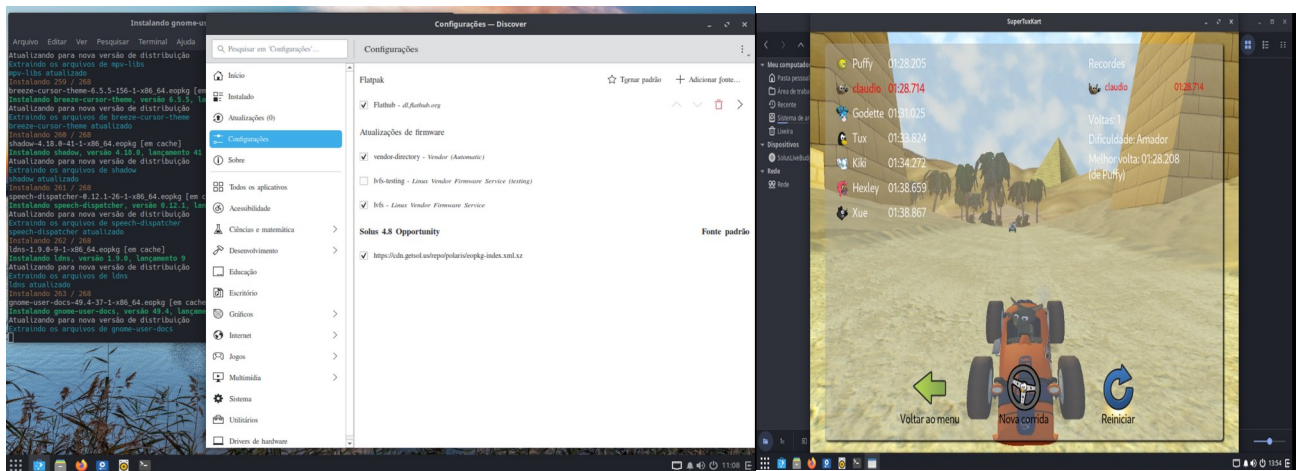 Instalando gnome-us
Arquivo Editar Ver Pesquisar Terminal Ajuda
Atualizando para nova versão de distribuição
Extraindo os arquivos de mpv-libs
mpv-libs atualizado
Instalando 259 / 268
breeze-cursor-theme-6.5.5-156-1-x86_64.eopkg [em
Instalando breeze-cursor-theme, versão 6.5.5, la
Atualizando para nova versão de distribuição
Extraindo os arquivos de breeze-cursor-theme
breeze-cursor-theme atualizado
Instalando 260 / 268
shadow-4.18.0-41-1-x86_64.eopkg [em cache]
Instalando shadow, versão 4.18.0, lançamento 41
Atualizando para nova versão de distribuição
Extraindo os arquivos de shadow
shadow atualizado
Instalando 261 / 268
speech-dispatcher-0.12.1-26-1-x86_64.eopkg [em c
Instalando speech-dispatcher, versão 0.12.1, lan
Atualizando para nova versão de distribuição
Extraindo os arquivos de speech-dispatcher
speech-dispatcher atualizado
Instalando 262 / 268
ldns-1.9.0-9-1-x86_64.eopkg [em cache]
Instalando ldns, versão 1.9.0, lançamento 9
Atualizando para nova versão de distribuição
Extraindo os arquivos de ldns
ldns atualizado
Instalando 263 / 268
gnome-user-docs-49.4-37-1-x86_64.eopkg [em cache
Instalando gnome-user-docs, versão 49.4, lançame
Atualizando para nova versão de distribuição
Extraindo os arquivos de gnome-user-docs
Configurações — Discover
Pesquisar em 'Configurações'...
Início
Instalado
Atualizações (0)
Configurações
Sobre
Todos os aplicativos
Acessibilidade
Ciências e matemática
Desenvolvimento
Educação
Escritório
Gráficos
Internet
Jogos
Multimídia
Sistema
Utilitários
Drivers de hardware
Configurações
Flatpak
Tornar padrão
Adicionar fonte...
Flathub - dl.flathub.org
Atualizações de firmware
vendor-directory - Vendor (Automatic)
lvfs-testing - Linux Vendor Firmware Service (testing)
lvfs - Linux Vendor Firmware Service
Solus 4.8 Opportunity
Fonte padrão
https://cdn.getsol.us/repo/polaris/eopkg-index.xml.xz
11:08
SuperTuxKart
Meu computado
Pasta pessoal
Área de traba
Recente
Sistema de ar
Lixeira
Dispositivos
SolusLiveBud
Rede
Rede
Puffy 01:28.205
claudio 01:28.714
Godette 01:31.025
Tux 01:33.824
Kiki 01:34.272
Hexley 01:38.659
Xue 01:38.867
Recordes
claudio 01:28.714
Voltas: 1
Dificuldade: Amador
Melhor volta: 01:28.208
(de Puffy)
Voltar ao menu
Nova corrida
Reiniciar
13:54